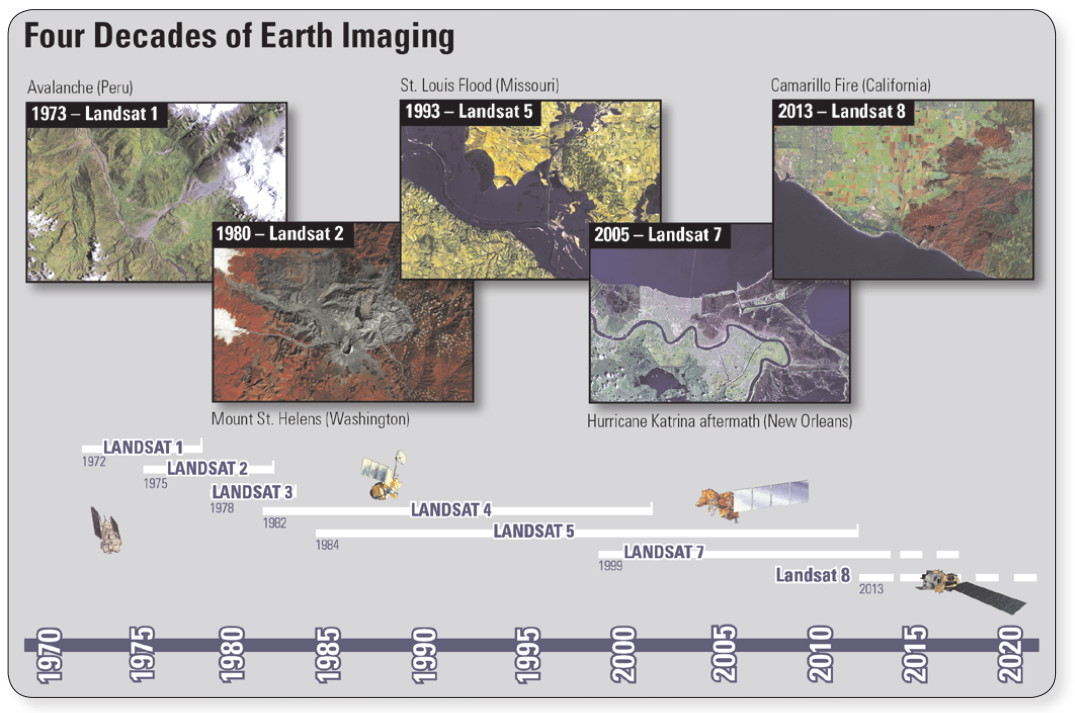 Four Decades of Earth Imaging
Avalanche (Peru)
1973 – Landsat 1
St. Louis Flood (Missouri)
1993 – Landsat 5
Camarillo Fire (California)
2013 – Landsat 8
1980 – Landsat 2
Mount St. Helens (Washington)
2005 – Landsat 7
Hurricane Katrina aftermath (New Orleans)
LANDSAT 1
1972
LANDSAT 2
1975
LANDSAT 3
1978
LANDSAT 4
1982
LANDSAT 5
1984
LANDSAT 7
1999
Landsat 8
2013
1970 1975 1980 1985 1990 1995 2000 2005 2010 2015 2020